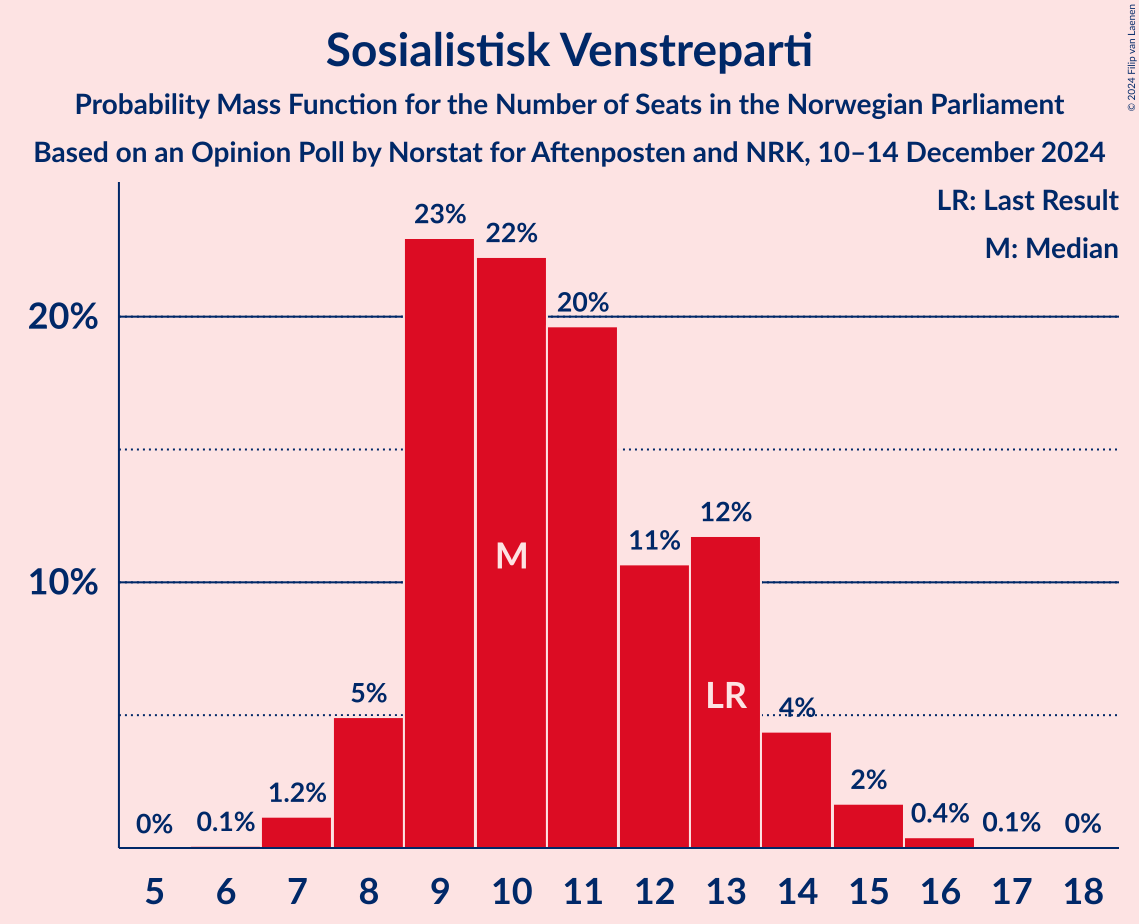 Sosialistisk Venstreparti
Probability Mass Function for the Number of Seats in the Norwegian Parliament
Based on an Opinion Poll by Norstat for Aftenposten and NRK, 10–14 December 2024
© 2024 Filip van Laenen
LR: Last Result
M: Median
20%
10%
0%
0.1%
1.2%
5%
23%
22%
20%
11%
12%
4%
2%
0.4%
0.1%
0%
M
LR
5 6 7 8 9 10 11 12 13 14 15 16 17 18